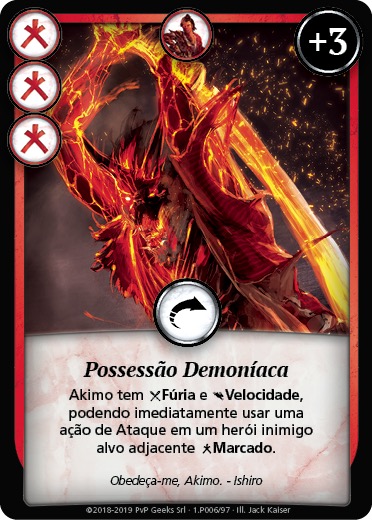 +3
Possessão Demoníaca
Akimo tem Fúria e Velocidade,
podendo imediatamente usar uma
ação de Ataque em um herói inimigo
alvo adjacente Marcado.
Obedeça-me, Akimo. - Ishiro
©2018-2019 PvP Geeks Srl · 1.P006/97 · Ill. Jack Kaiser